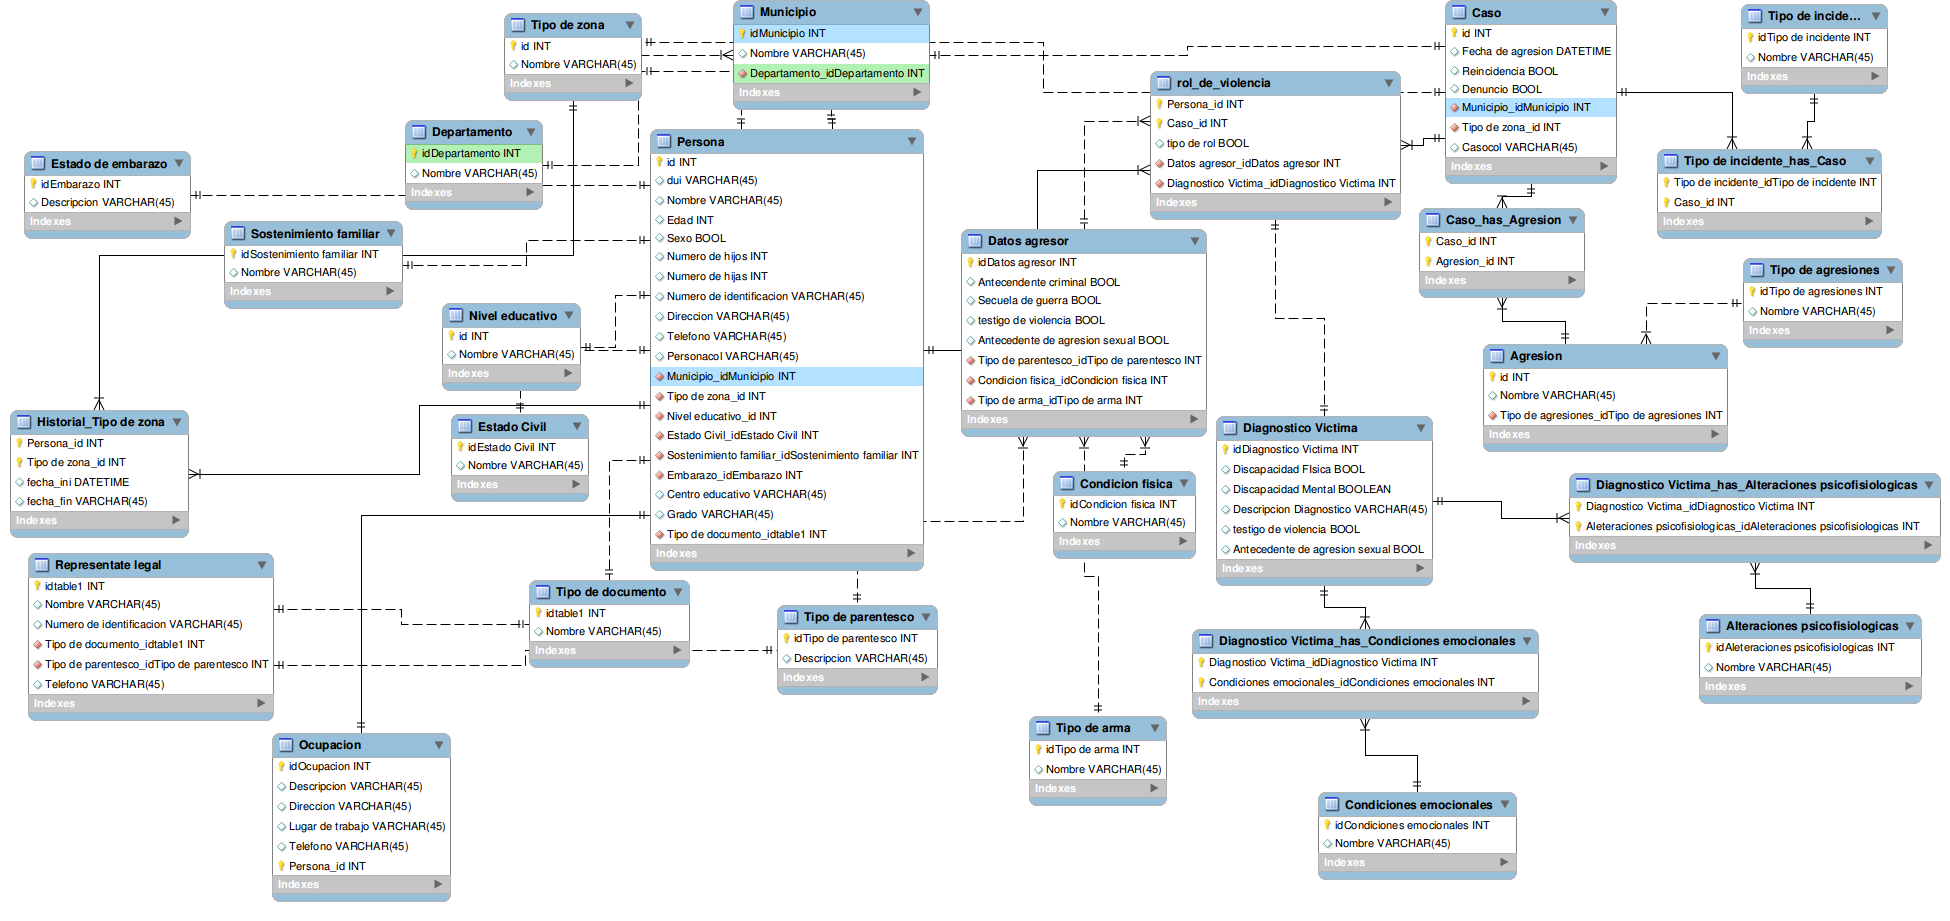 Tipo de zona
id INT
Nombre VARCHAR(45)
Indexes
Municipio
idMunicipio INT
Nombre VARCHAR(45)
Departamento_idDepartamento INT
Indexes
Caso
id INT
Fecha de agresion DATETIME
Reincidencia BOOL
Denuncio BOOL
Municipio_idMunicipio INT
Tipo de zona_id INT
Casocol VARCHAR(45)
Indexes
Tipo de incide...
idTipo de incidente INT
Nombre VARCHAR(45)
Indexes
rol_de_violencia
Persona_id INT
Caso_id INT
tipo de rol BOOL
Datos agresor_idDatos agresor INT
Diagnostico Victima_idDiagnostico Victima INT
Indexes
Departamento
idDepartamento INT
Nombre VARCHAR(45)
Indexes
Estado de embarazo
idEmbarazo INT
Descripcion VARCHAR(45)
Indexes
Persona
id INT
dui VARCHAR(45)
Nombre VARCHAR(45)
Edad INT
Sexo BOOL
Numero de hijos INT
Numero de hijas INT
Numero de identificacion VARCHAR(45)
Direccion VARCHAR(45)
Telefono VARCHAR(45)
Personacol VARCHAR(45)
Municipio_idMunicipio INT
Tipo de zona_id INT
Nivel educativo_id INT
Estado Civil_idEstado Civil INT
Sostenimiento familiar_idSostenimiento familiar INT
Embarazo_idEmbarazo INT
Centro educativo VARCHAR(45)
Grado VARCHAR(45)
Tipo de documento_idtable1 INT
Indexes
Tipo de incidente_has_Caso
Tipo de incidente_idTipo de incidente INT
Caso_id INT
Indexes
Sostenimiento familiar
idSostenimiento familiar INT
Nombre VARCHAR(45)
Indexes
Datos agresor
idDatos agresor INT
Antecendente criminal BOOL
Secuela de guerra BOOL
testigo de violencia BOOL
Antecedente de agresion sexual BOOL
Tipo de parentesco_idTipo de parentesco INT
Condicion fisica_idCondicion fisica INT
Tipo de arma_idTipo de arma INT
Indexes
Caso_has_Agresion
Caso_id INT
Agresion_id INT
Indexes
Tipo de agresiones
idTipo de agresiones INT
Nombre VARCHAR(45)
Indexes
Nivel educativo
id INT
Nombre VARCHAR(45)
Indexes
Agresion
id INT
Nombre VARCHAR(45)
Tipo de agresiones_idTipo de agresiones INT
Indexes
Historial_Tipo de zona
Persona_id INT
Tipo de zona_id INT
fecha_ini DATETIME
fecha_fin VARCHAR(45)
Indexes
Estado Civil
idEstado Civil INT
Nombre VARCHAR(45)
Indexes
Diagnostico Victima
idDiagnostico Victima INT
Discapacidad FIsica BOOL
Discapacidad Mental BOOLEAN
Descripcion Diagnostico VARCHAR(45)
testigo de violencia BOOL
Antecedente de agresion sexual BOOL
Indexes
Condicion fisica
idCondicion fisica INT
Nombre VARCHAR(45)
Indexes
Diagnostico Victima_has_Alteraciones psicofisiologicas
Diagnostico Victima_idDiagnostico Victima INT
Aleteraciones psicofisiologicas_idAleteraciones psicofisiologicas INT
Indexes
Representate legal
idtable1 INT
Nombre VARCHAR(45)
Numero de identificacion VARCHAR(45)
Tipo de documento_idtable1 INT
Tipo de parentesco_idTipo de parentesco INT
Telefono VARCHAR(45)
Indexes
Tipo de documento
idtable1 INT
Nombre VARCHAR(45)
Indexes
Tipo de parentesco
idTipo de parentesco INT
Descripcion VARCHAR(45)
Indexes
Diagnostico Victima_has_Condiciones emocionales
Diagnostico Victima_idDiagnostico Victima INT
Condiciones emocionales_idCondiciones emocionales INT
Indexes
Alteraciones psicofisiologicas
idAleteraciones psicofisiologicas INT
Nombre VARCHAR(45)
Indexes
Ocupacion
idOcupacion INT
Descripcion VARCHAR(45)
Direccion VARCHAR(45)
Lugar de trabajo VARCHAR(45)
Telefono VARCHAR(45)
Persona_id INT
Indexes
Tipo de arma
idTipo de arma INT
Nombre VARCHAR(45)
Indexes
Condiciones emocionales
idCondiciones emocionales INT
Nombre VARCHAR(45)
Indexes